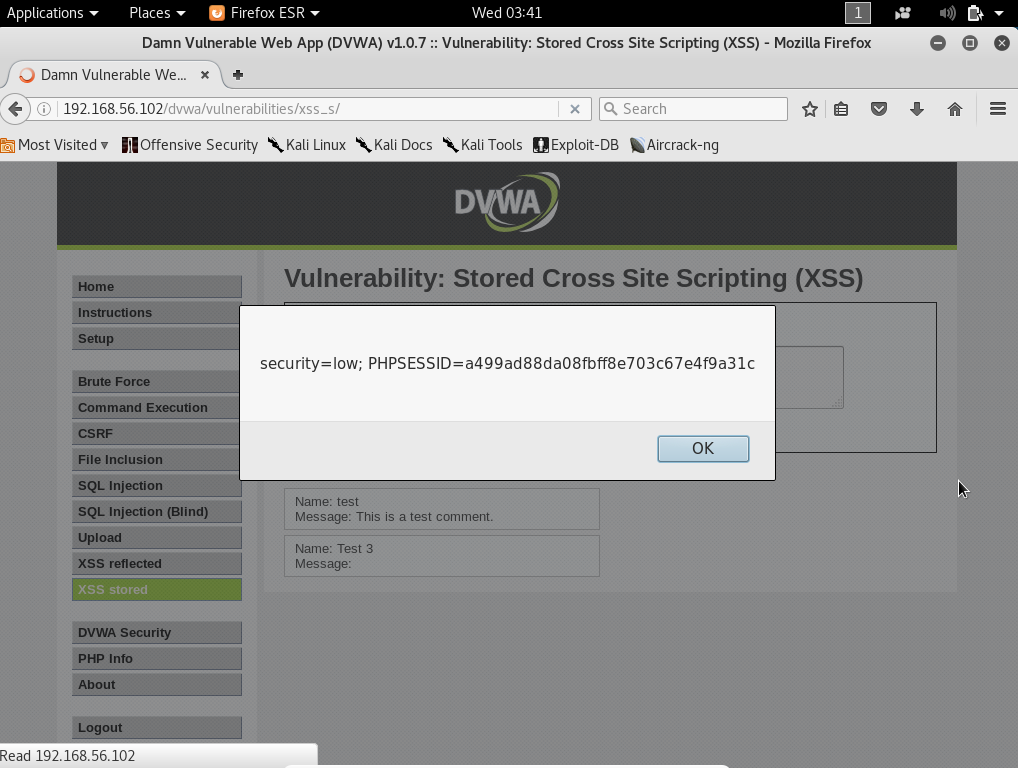 Applications Places Firefox ESR Wed 03:41 1
Damn Vulnerable Web App (DVWA) v1.0.7 :: Vulnerability: Stored Cross Site Scripting (XSS) - Mozilla Firefox
Damn Vulnerable We...
192.168.56.102/dvwa/vulnerabilities/xss_s/ Search
Most Visited Offensive Security Kali Linux Kali Docs Kali Tools Exploit-DB Aircrack-ng
DVWA
Vulnerability: Stored Cross Site Scripting (XSS)
Home
Instructions
Setup
Brute Force
Command Execution
CSRF
File Inclusion
SQL Injection
SQL Injection (Blind)
Upload
XSS reflected
XSS stored
DVWA Security
PHP Info
About
Logout
security=low; PHPSESSID=a499ad88da08fbff8e703c67e4f9a31c
OK
Name: test
Message: This is a test comment.
Name: Test 3
Message:
Read 192.168.56.102